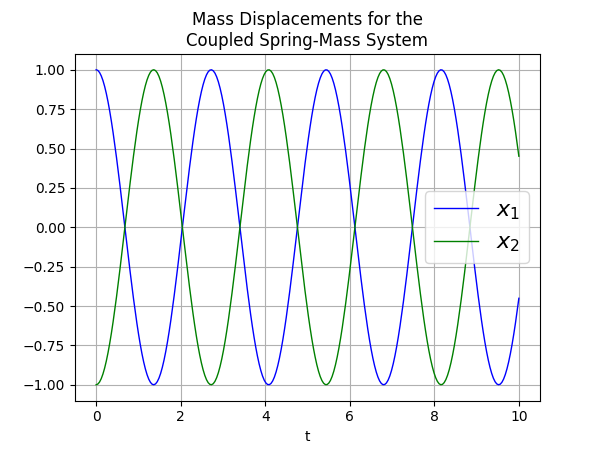 Mass Displacements for the
Coupled Spring-Mass System
1.00
0.75
0.50
0.25
0.00
−0.25
−0.50
−0.75
−1.00
x₁
x₂
0 2 4 6 8 10
t